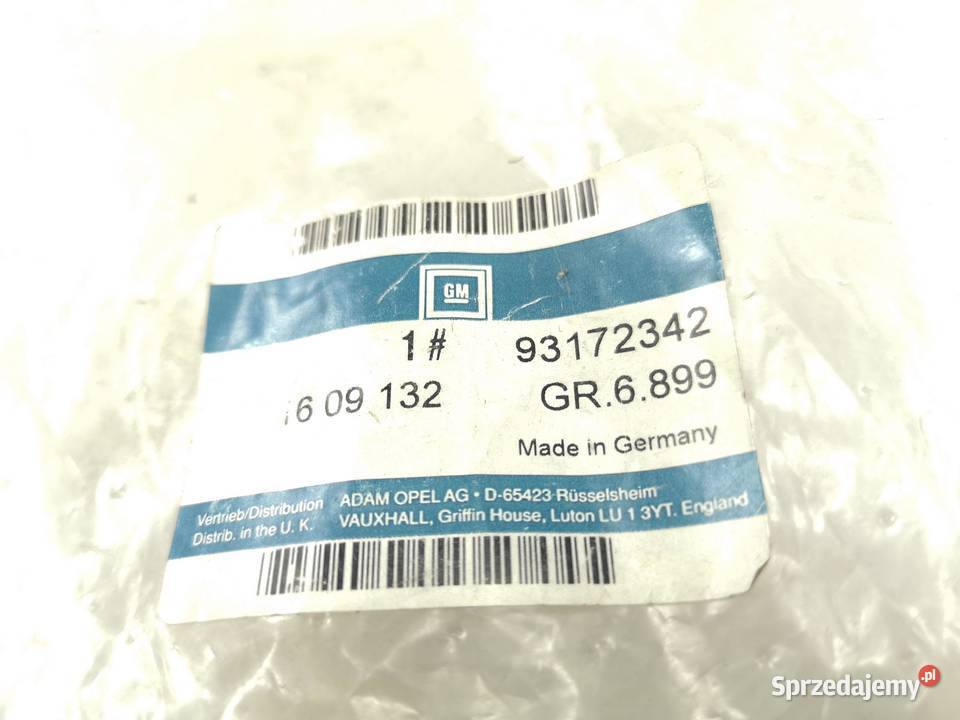 GM
1# 93172342
16 09 132 GR.6.899
Made in Germany
Vertrieb/Distribution ADAM OPEL AG • D-65423 Rüsselsheim
Distrib. in the U. K. VAUXHALL, Griffin House, Luton LU 1 3YT. England
Sprzedajemy.pl